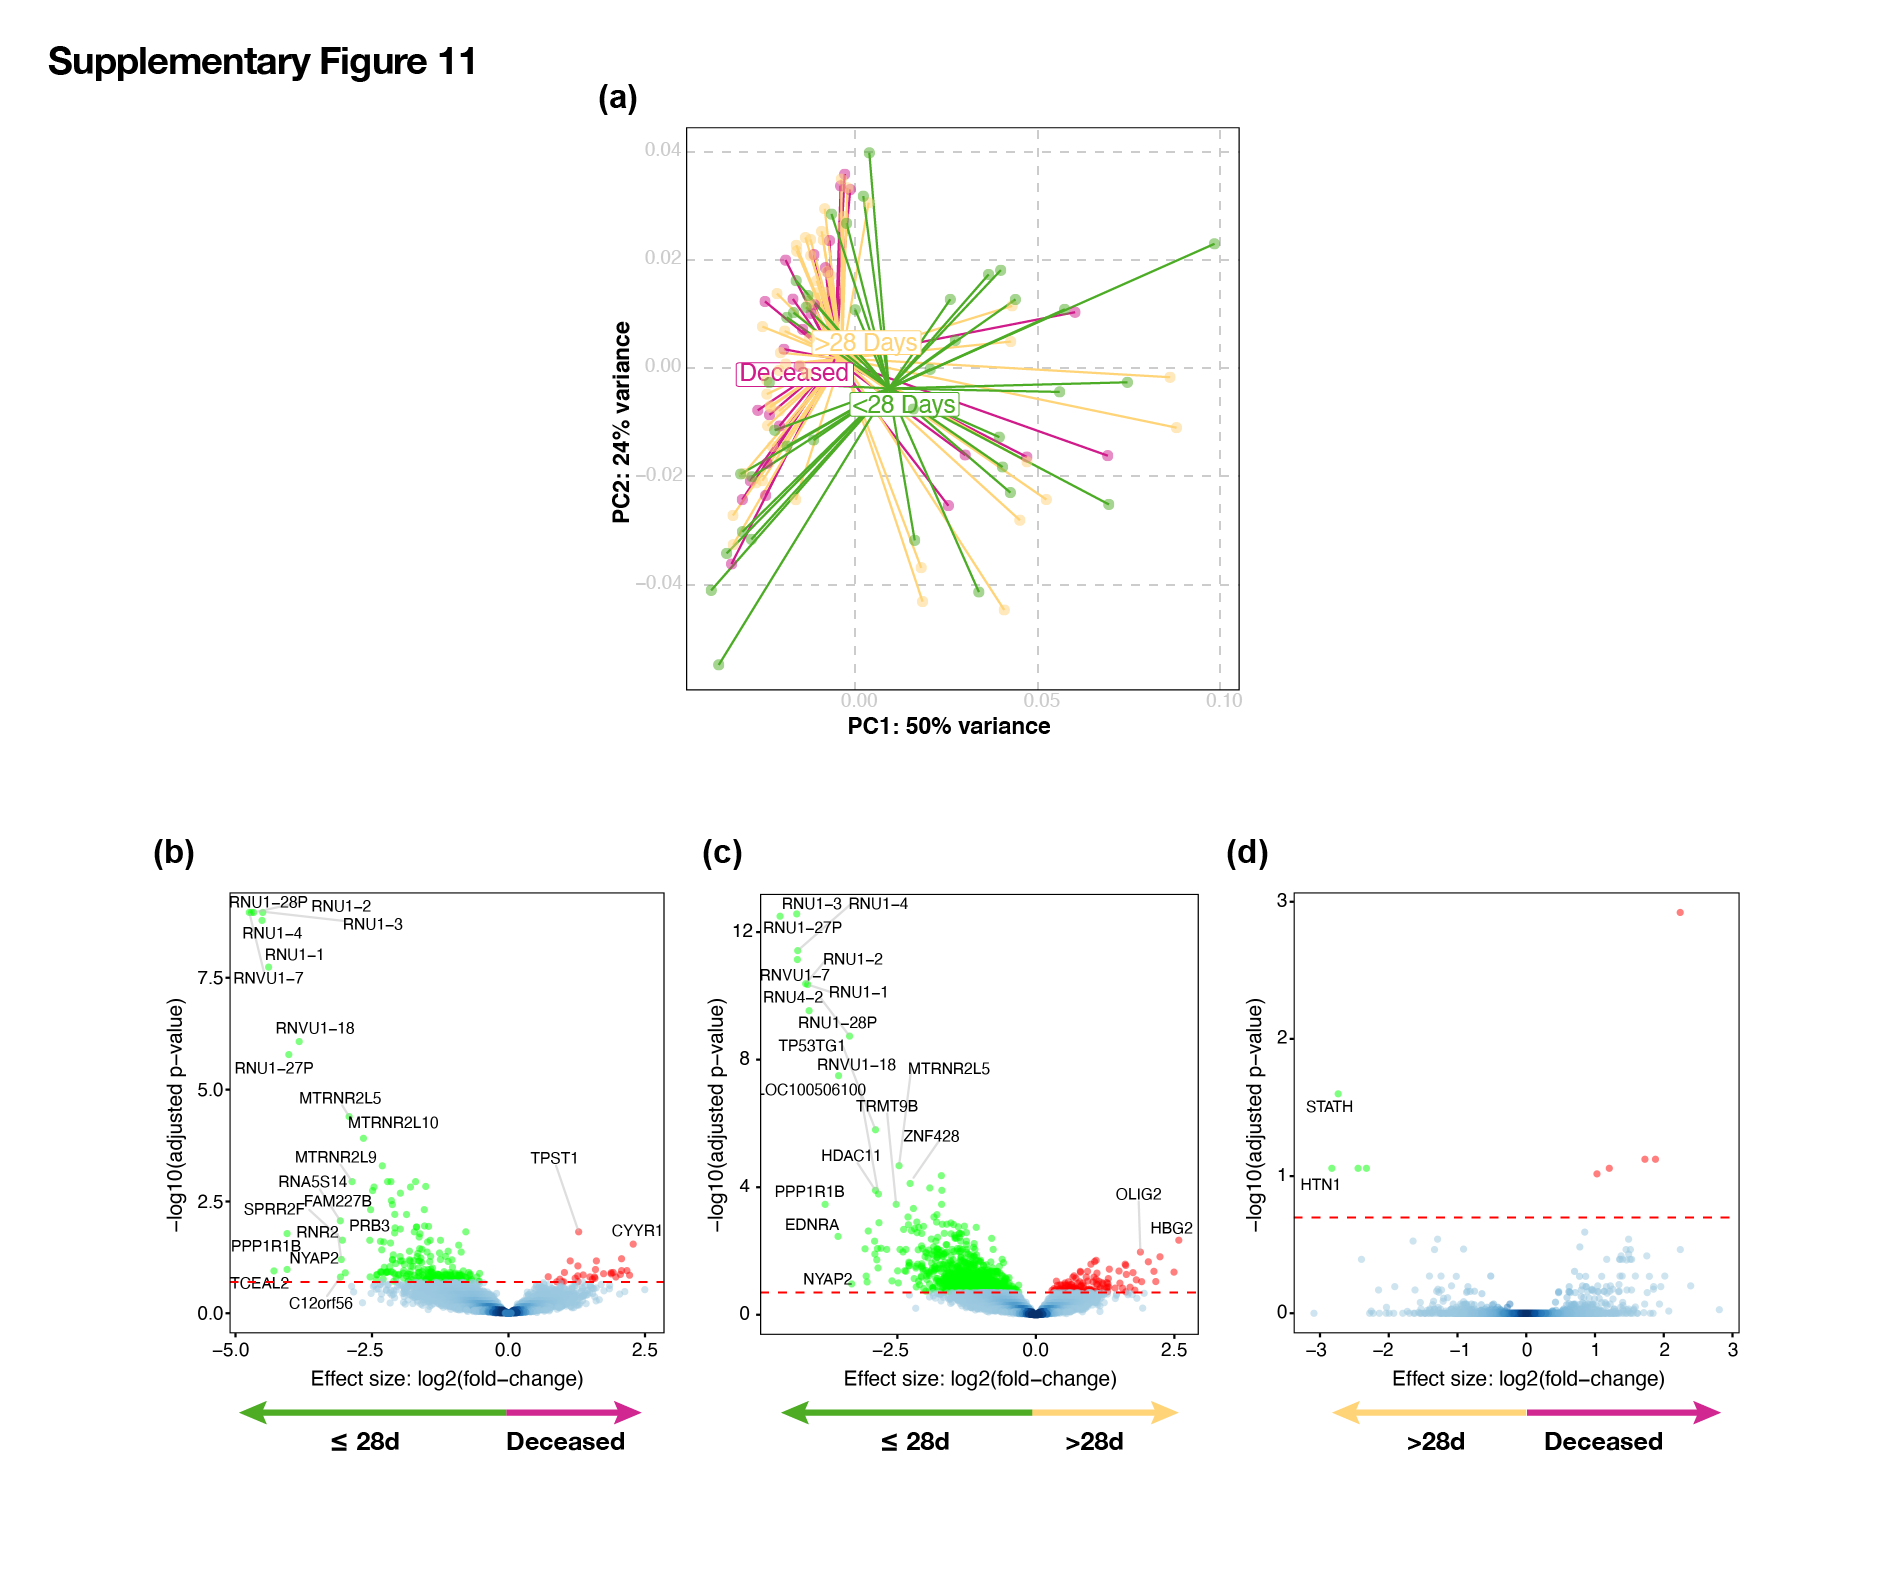 Supplementary Figure 11
(a)
0.04
0.02
0.00
−0.02
−0.04
>28 Days
Deceased
<28 Days
PC2: 24% variance
0.00
0.05
0.10
PC1: 50% variance
(b)
RNU1−28P
RNU1−2
RNU1−3
RNU1−4
RNU1−1
RNVU1−7
RNVU1−18
RNU1−27P
MTRNR2L5
MTRNR2L10
MTRNR2L9
TPST1
RNA5S14
FAM227B
SPRR2F
PRB3
RNR2
CYYR1
PPP1R1B
NYAP2
TCEAL2
C12orf56
7.5
5.0
2.5
0.0
−log10(adjusted p−value)
−5.0
−2.5
0.0
2.5
Effect size: log2(fold−change)
≤ 28d
Deceased
(c)
RNU1−3
RNU1−4
RNU1−27P
RNU1−2
RNVU1−7
RNU1−1
RNU4−2
RNU1−28P
TP53TG1
RNVU1−18
MTRNR2L5
LOC100506100
TRMT9B
ZNF428
HDAC11
PPP1R1B
OLIG2
EDNRA
HBG2
NYAP2
12
8
4
0
−log10(adjusted p−value)
−2.5
0.0
2.5
Effect size: log2(fold−change)
≤ 28d
>28d
(d)
STATH
HTN1
3
2
1
0
−log10(adjusted p−value)
−3
−2
−1
0
1
2
3
Effect size: log2(fold−change)
>28d
Deceased